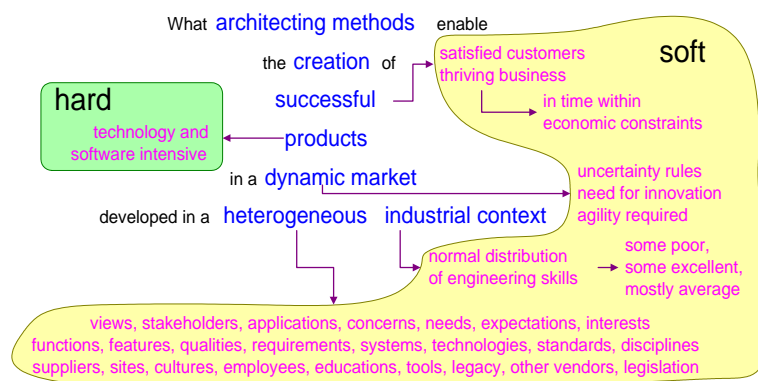 What architecting methods enable
the creation of
successful
products
in a dynamic market
developed in a heterogeneous industrial context
hard
technology and
software intensive
soft
satisfied customers
thriving business
in time within
economic constraints
uncertainty rules
need for innovation
agility required
normal distribution
of engineering skills
some poor,
some excellent,
mostly average
views, stakeholders, applications, concerns, needs, expectations, interests
functions, features, qualities, requirements, systems, technologies, standards, disciplines
suppliers, sites, cultures, employees, educations, tools, legacy, other vendors, legislation